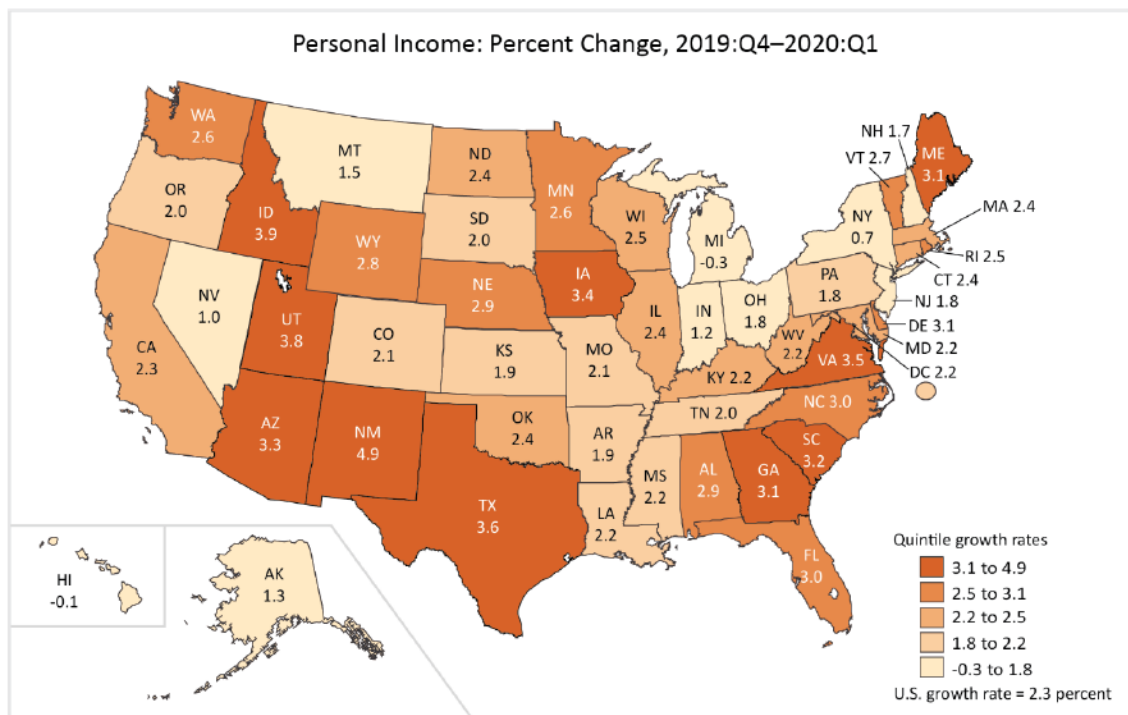 Personal Income: Percent Change, 2019:Q4–2020:Q1
WA
2.6
MT
1.5
ND
2.4
MN
2.6
NH 1.7
VT 2.7
ME
3.1
OR
2.0
ID
3.9
SD
2.0
WI
2.5
MI
-0.3
NY
0.7
MA 2.4
RI 2.5
CT 2.4
WY
2.8
IA
3.4
NE
2.9
PA
1.8
NJ 1.8
NV
1.0
UT
3.8
CO
2.1
IL
2.4
IN
1.2
OH
1.8
DE 3.1
MD 2.2
DC 2.2
CA
2.3
KS
1.9
MO
2.1
WV
2.2
VA 3.5
KY 2.2
AZ
3.3
NM
4.9
OK
2.4
AR
1.9
TN 2.0
NC 3.0
SC
3.2
MS
2.2
AL
2.9
GA
3.1
TX
3.6
LA
2.2
FL
3.0
HI
-0.1
AK
1.3
Quintile growth rates
3.1 to 4.9
2.5 to 3.1
2.2 to 2.5
1.8 to 2.2
-0.3 to 1.8
U.S. growth rate = 2.3 percent